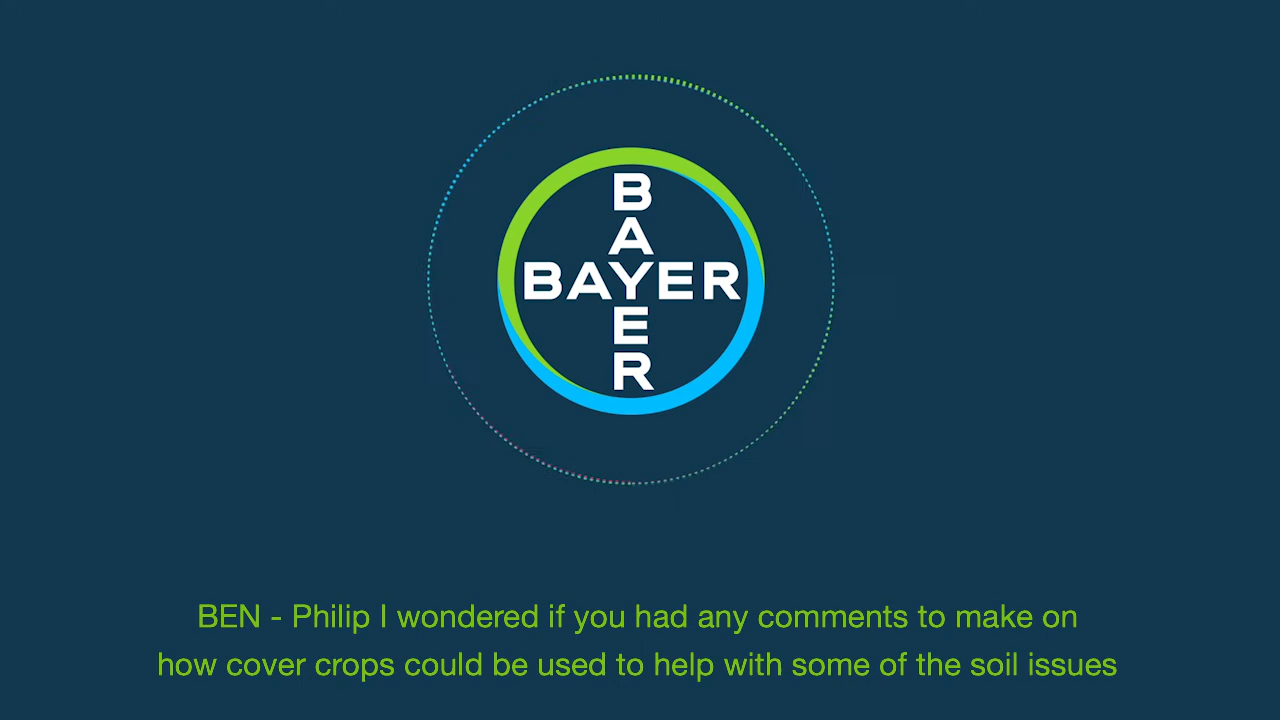 BAYER
BAYER
BEN - Philip I wondered if you had any comments to make on
how cover crops could be used to help with some of the soil issues